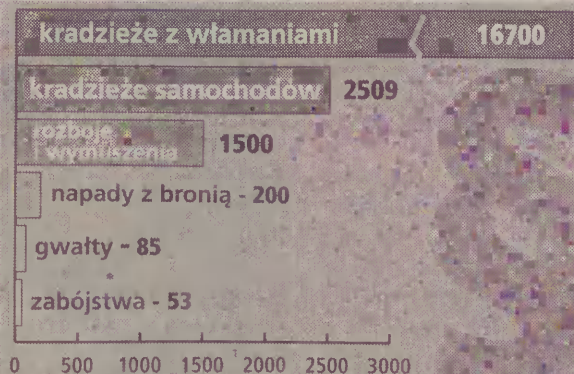 kradzieże z włamaniami 16700
kradzieże samochodów 2509
rozboje
wymuszenia 1500
napady z bronią - 200
gwałty - 85
zabójstwa - 53
0 500 1000 1500 2000 2500 3000